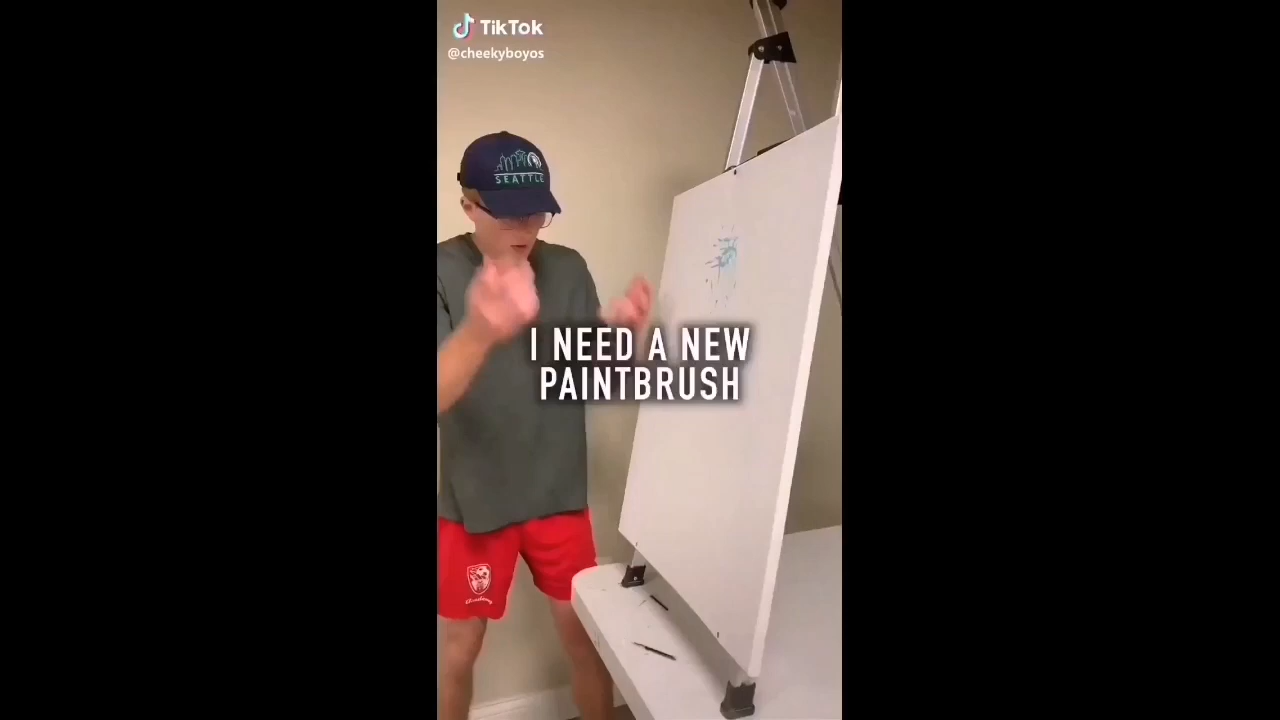 TikTok
@cheekyboyos
SEATTLE
I NEED A NEW
PAINTBRUSH